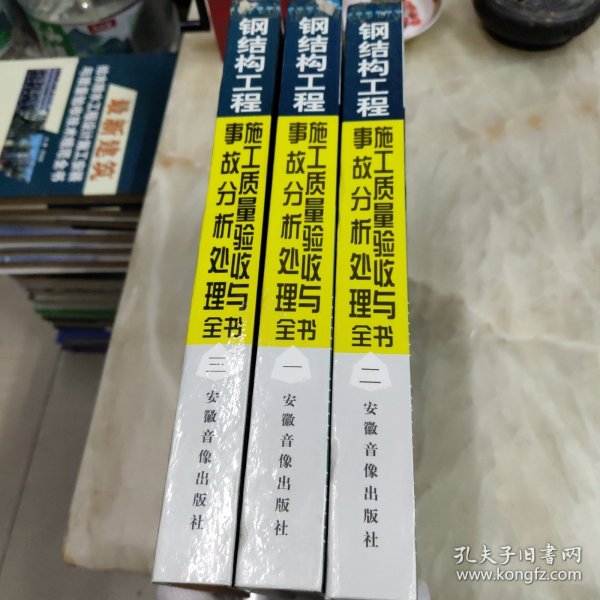 钢结构工程
施工质量验收与
事故分析处理全书
三
安徽音像出版社
钢结构工程
施工质量验收与
事故分析处理全书
一
安徽音像出版社
钢结构工程
施工质量验收与
事故分析处理全书
二
安徽音像出版社
最新建筑
孔夫子旧书网
www.kongfz.com